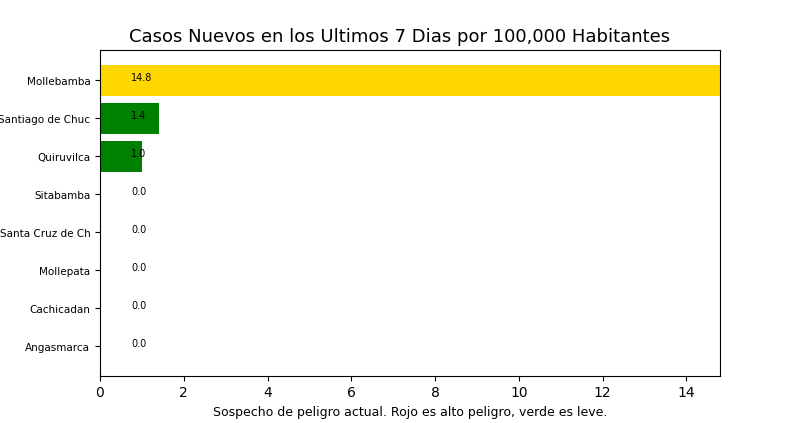 Casos Nuevos en los Ultimos 7 Dias por 100,000 Habitantes
Mollebamba 14.8
Santiago de Chuc 1.4
Quiruvilca 1.0
Sitabamba 0.0
Santa Cruz de Ch 0.0
Mollepata 0.0
Cachicadan 0.0
Angasmarca 0.0
0 2 4 6 8 10 12 14
Sospecho de peligro actual. Rojo es alto peligro, verde es leve.